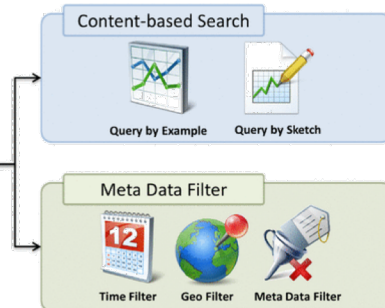 Content-based Search
Query by Example
Query by Sketch
Meta Data Filter
12
Time Filter
Geo Filter
Meta Data Filter